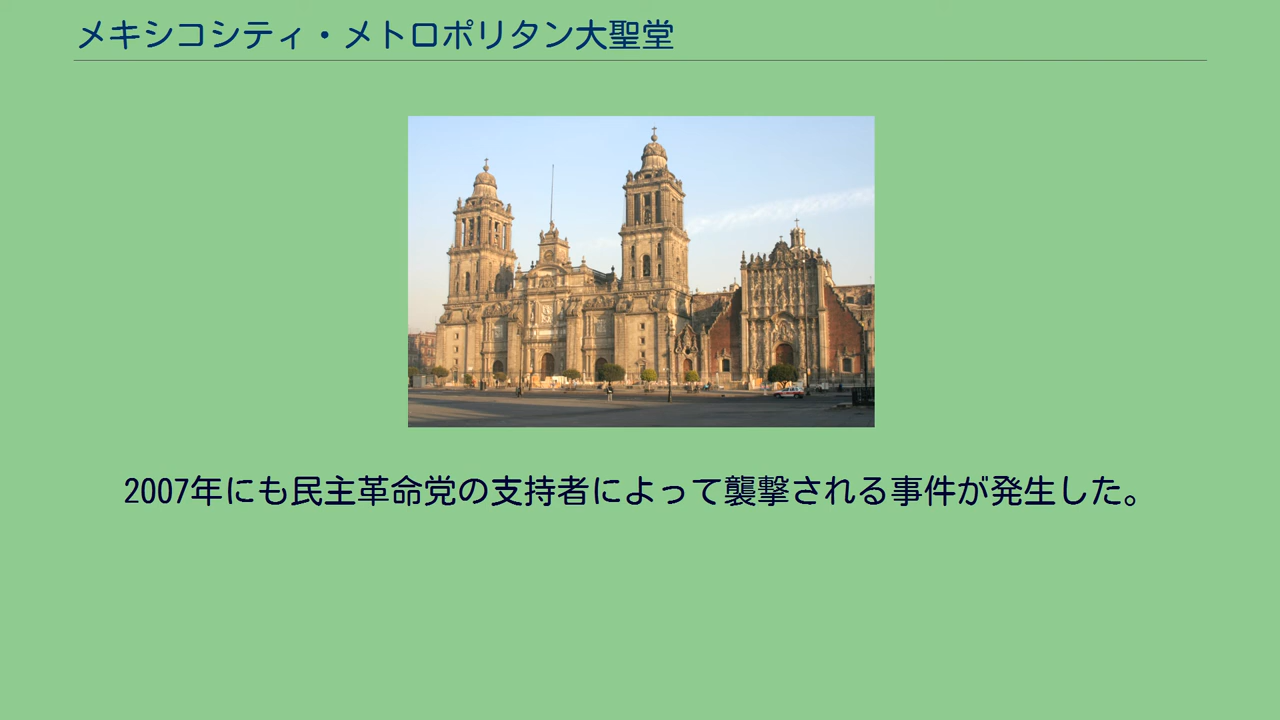 メキシコシティ・メトロポリタン大聖堂
2007年にも民主革命党の支持者によって襲撃される事件が発生した。